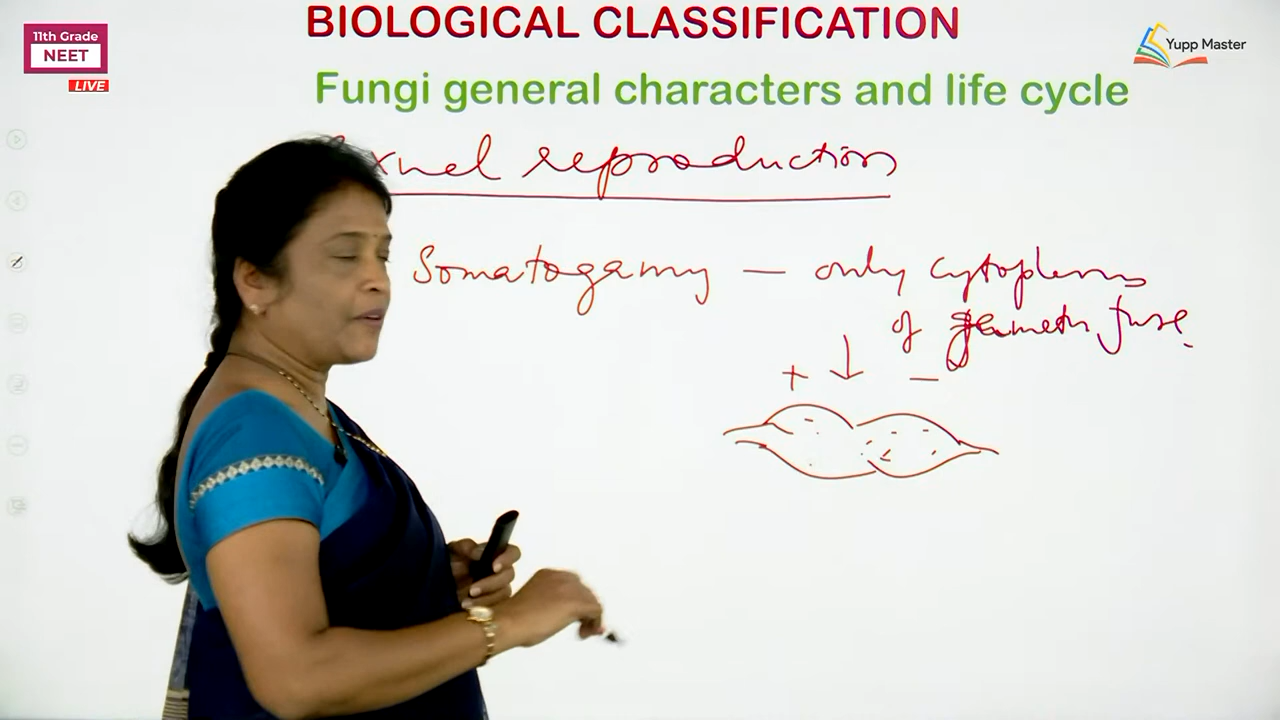 BIOLOGICAL CLASSIFICATION
11th Grade
NEET
LIVE
Yupp Master
Fungi general characters and life cycle
reproduction
Somatogamy — only cytoplasm
of gametes fuse.
+ ↓ —